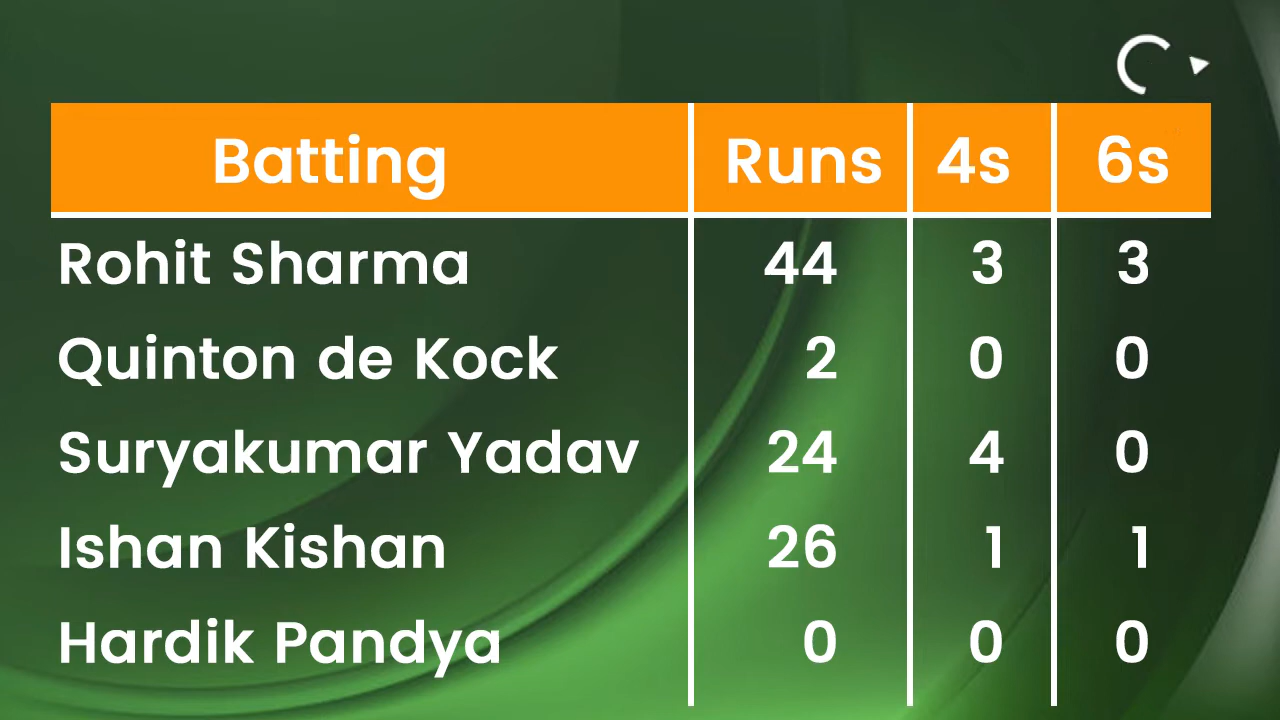 Batting Runs 4s 6s
Rohit Sharma 44 3 3
Quinton de Kock 2 0 0
Suryakumar Yadav 24 4 0
Ishan Kishan 26 1 1
Hardik Pandya 0 0 0